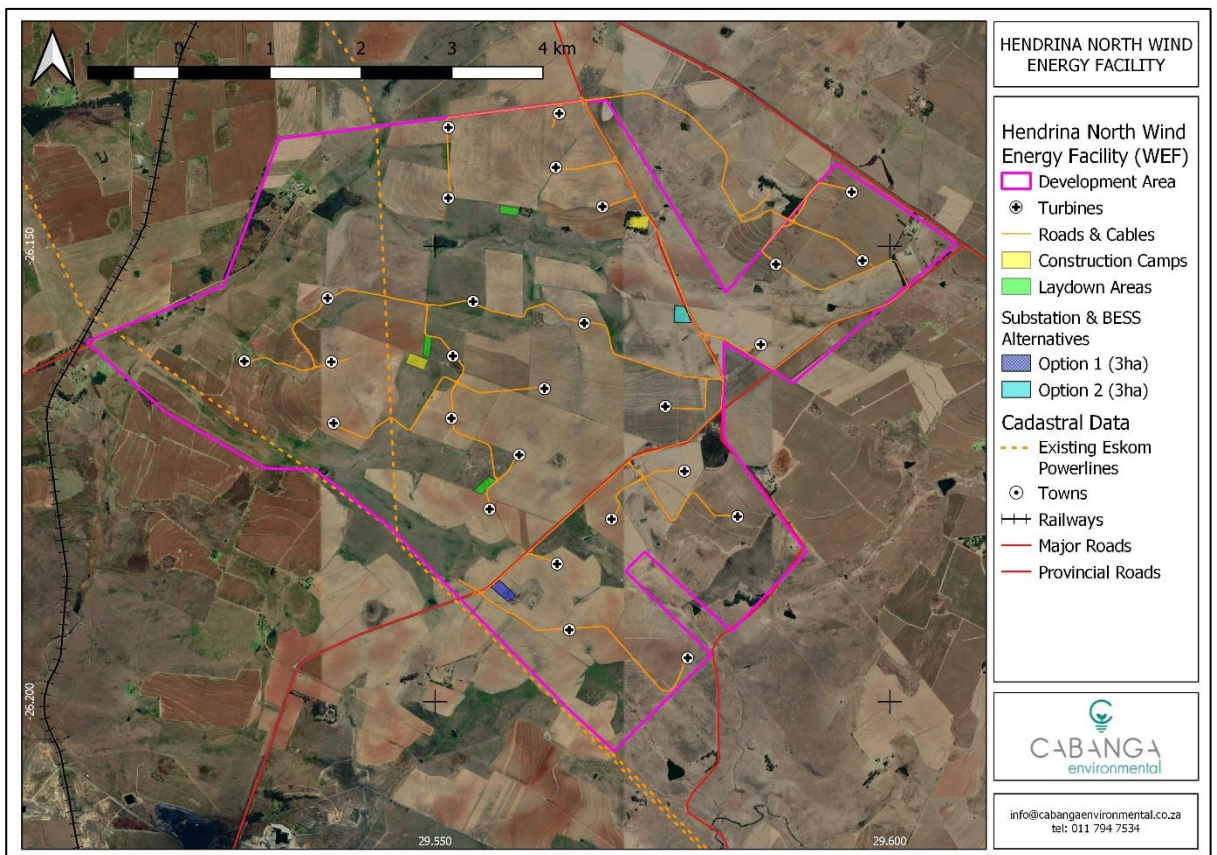 1 0 1 2 3 4 km
-26.150
-26.200
29.550 29.600
HENDRINA NORTH WIND
ENERGY FACILITY
Hendrina North Wind
Energy Facility (WEF)
Development Area
Turbines
Roads & Cables
Construction Camps
Laydown Areas
Substation & BESS
Alternatives
Option 1 (3ha)
Option 2 (3ha)
Cadastral Data
Existing Eskom
Powerlines
Towns
Railways
Major Roads
Provincial Roads
CABANGA
environmental
info@cabangaenvironmental.co.za
tel: 011 794 7534